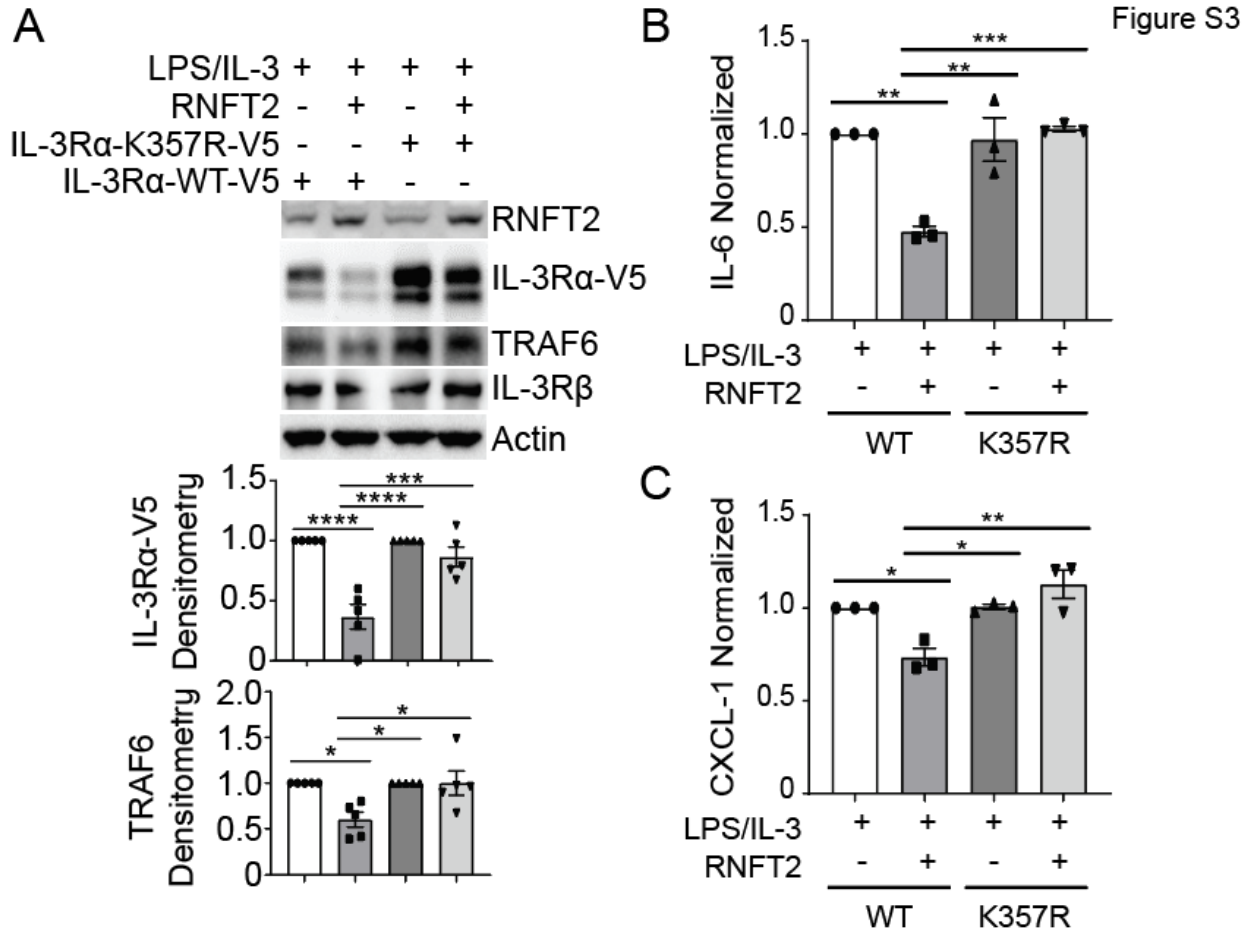 Figure S3
A
LPS/IL-3 + + + +
RNFT2 - + - +
IL-3Rα-K357R-V5 - - + +
IL-3Rα-WT-V5 + + - -
RNFT2
IL-3Rα-V5
TRAF6
IL-3Rβ
Actin
IL-3Rα-V5
Densitometry
1.5
1.0
0.5
0
***
****
****
TRAF6
Densitometry
2.0
1.5
1.0
0.5
0
*
*
*
B
IL-6 Normalized
1.5
1.0
0.5
0
***
**
**
LPS/IL-3 + + + +
RNFT2 - + - +
WT K357R
C
CXCL-1 Normalized
1.5
1.0
0.5
0
**
*
*
LPS/IL-3 + + + +
RNFT2 - + - +
WT K357R